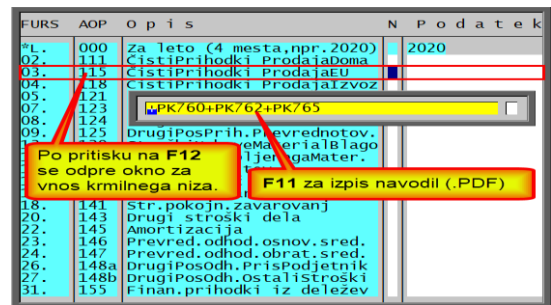 FURS AOP O p i s N P o d a t e k
*L. 000 Za leto (4 mesta,npr.2020) 2020
02. 111 ČistiPrihodki ProdajaDoma
03. 115 ČistiPrihodki ProdajaEU
04. 118 ČistiPrihodki ProdajaIzvoz
05. 121
07. 123 +PK760+PK762+PK765
08. 124
09. 125 DrugiPosPrih.Prevrednotov.
Po pritisku na F12
se odpre okno za
vnos krmilnega niza.
F11 za izpis navodil (.PDF)
18. 141 Str.pokojn.zavarovanj
20. 143 Drugi stroški dela
22. 145 Amortizacija
23. 146 Prevred.odhod.osnov.sred.
24. 147 Prevred.odhod.obrat.sred.
26. 148a DrugiPosOdh.PrisPodjetnik
27. 148b DrugiPosOdh.OstaliStroški
31. 155 Finan.prihodki iz deležev